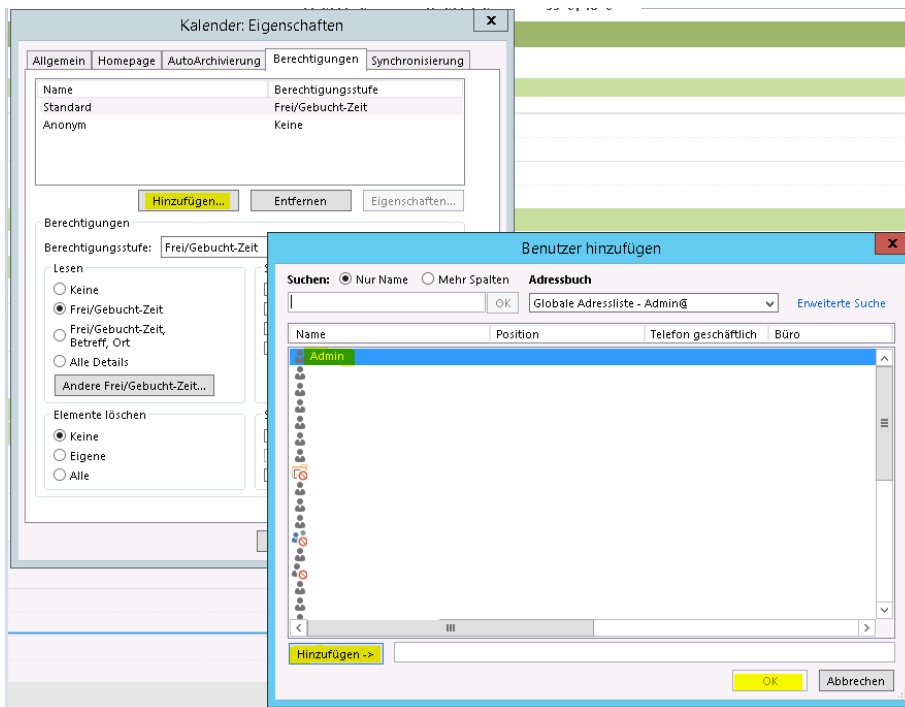 Kalender: Eigenschaften
x
Allgemein Homepage AutoArchivierung Berechtigungen Synchronisierung
Name Berechtigungsstufe
Standard Frei/Gebucht-Zeit
Anonym Keine
Hinzufügen... Entfernen Eigenschaften...
Berechtigungen
Berechtigungsstufe: Frei/Gebucht-Zeit
Lesen
Keine
Frei/Gebucht-Zeit
Frei/Gebucht-Zeit,
Betreff, Ort
Alle Details
Andere Frei/Gebucht-Zeit...
Elemente löschen
Keine
Eigene
Alle
Benutzer hinzufügen
x
Suchen: Nur Name Mehr Spalten Adressbuch
OK Globale Adressliste - Admin@ Erweiterte Suche
Name Position Telefon geschäftlich Büro
Admin
Hinzufügen ->
OK Abbrechen